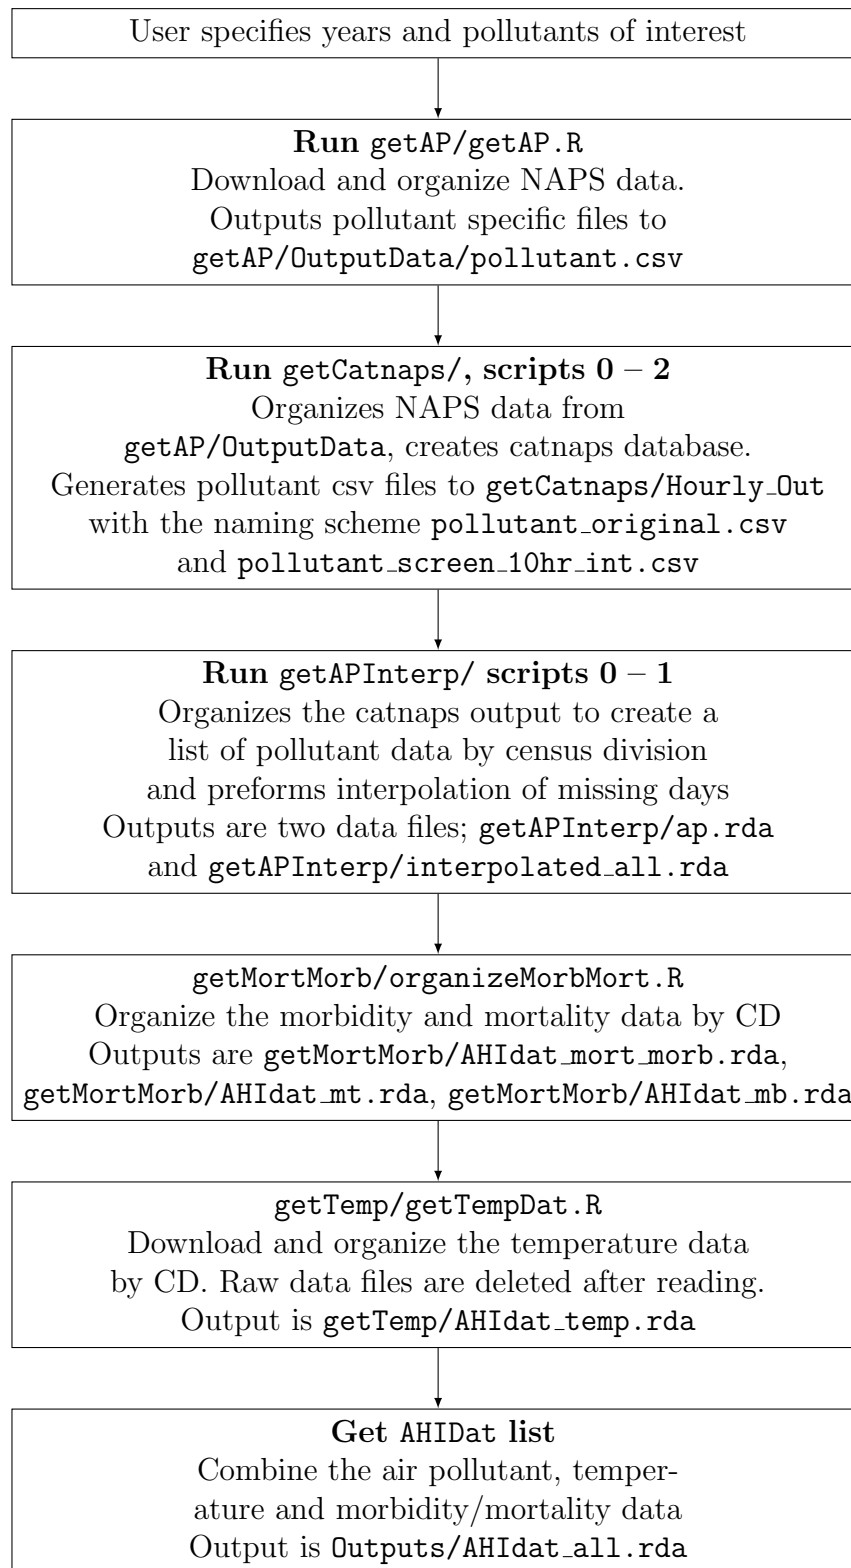 User specifies years and pollutants of interest
Run getAP/getAP.R
Download and organize NAPS data.
Outputs pollutant specific files to
getAP/OutputData/pollutant.csv
Run getCatnaps/, scripts 0 – 2
Organizes NAPS data from
getAP/OutputData, creates catnaps database.
Generates pollutant csv files to getCatnaps/Hourly_Out
with the naming scheme pollutant_original.csv
and pollutant_screen_10hr_int.csv
Run getAPInterp/ scripts 0 – 1
Organizes the catnaps output to create a
list of pollutant data by census division
and preforms interpolation of missing days
Outputs are two data files; getAPInterp/ap.rda
and getAPInterp/interpolated_all.rda
getMortMorb/organizeMorbMort.R
Organize the morbidity and mortality data by CD
Outputs are getMortMorb/AHIdat_mort_morb.rda,
getMortMorb/AHIdat_mt.rda, getMortMorb/AHIdat_mb.rda
getTemp/getTempDat.R
Download and organize the temperature data
by CD. Raw data files are deleted after reading.
Output is getTemp/AHIdat_temp.rda
Get AHIDat list
Combine the air pollutant, temper-
ature and morbidity/mortality data
Output is Outputs/AHIdat_all.rda